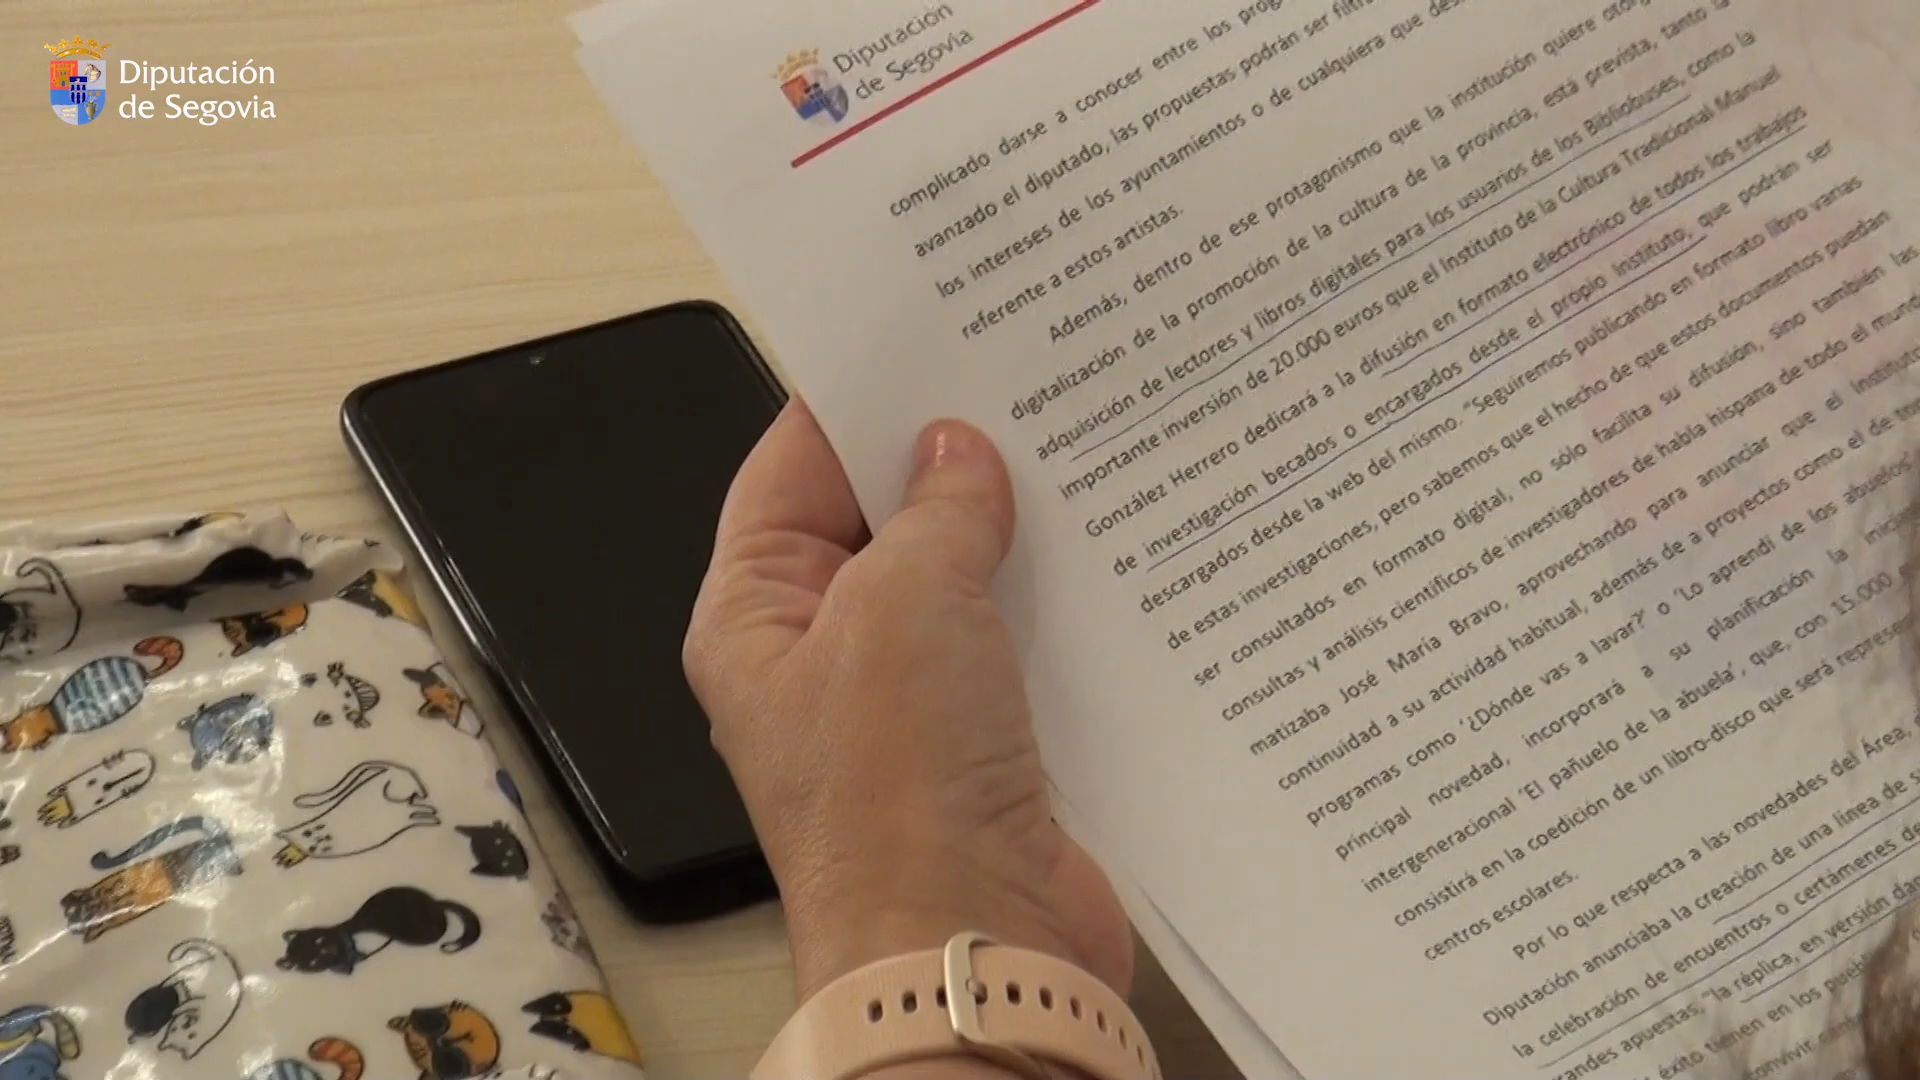 Diputación
de Segovia
Diputación
de Segovia
complicado darse a conocer entre los
avanzado el diputado, las propuestas podrán ser
los intereses de los ayuntamientos o de cualquiera que
referente a estos artistas.
Además, dentro de ese protagonismo que la institución quiere
digitalización de la promoción de la cultura de la provincia, está prevista, tanto la
adquisición de lectores y libros digitales para los usuarios de los Bibliobuses, como la
importante inversión de 20.000 euros que el Instituto de la Cultura Tradicional Manuel
González Herrero dedicará a la difusión en formato electrónico de todos los trabajos
de investigación becados o encargados desde el propio Instituto, que podrán ser
descargados desde la web del mismo. "Seguiremos publicando en formato libro varias
de estas investigaciones, pero sabemos que el hecho de que estos documentos puedan
ser consultados en formato digital, no sólo facilita su difusión, sino también las
consultas y análisis científicos de investigadores de habla hispana de todo el
matizaba José María Bravo, aprovechando para anunciar que el
continuidad a su actividad habitual, además de a proyectos como el de
programas como '¿Dónde vas a lavar?' o 'Lo aprendí de los abuelos'
principal novedad, incorporará a su planificación la
intergeneracional 'El pañuelo de la abuela', que, con 15.000
consistirá en la coedición de un libro-disco que será
centros escolares.
Por lo que respecta a las novedades del Área,
Diputación anunciaba la creación de una línea de
la celebración de encuentros o certámenes
apuestas, "la réplica, en versión
éxito tienen en los